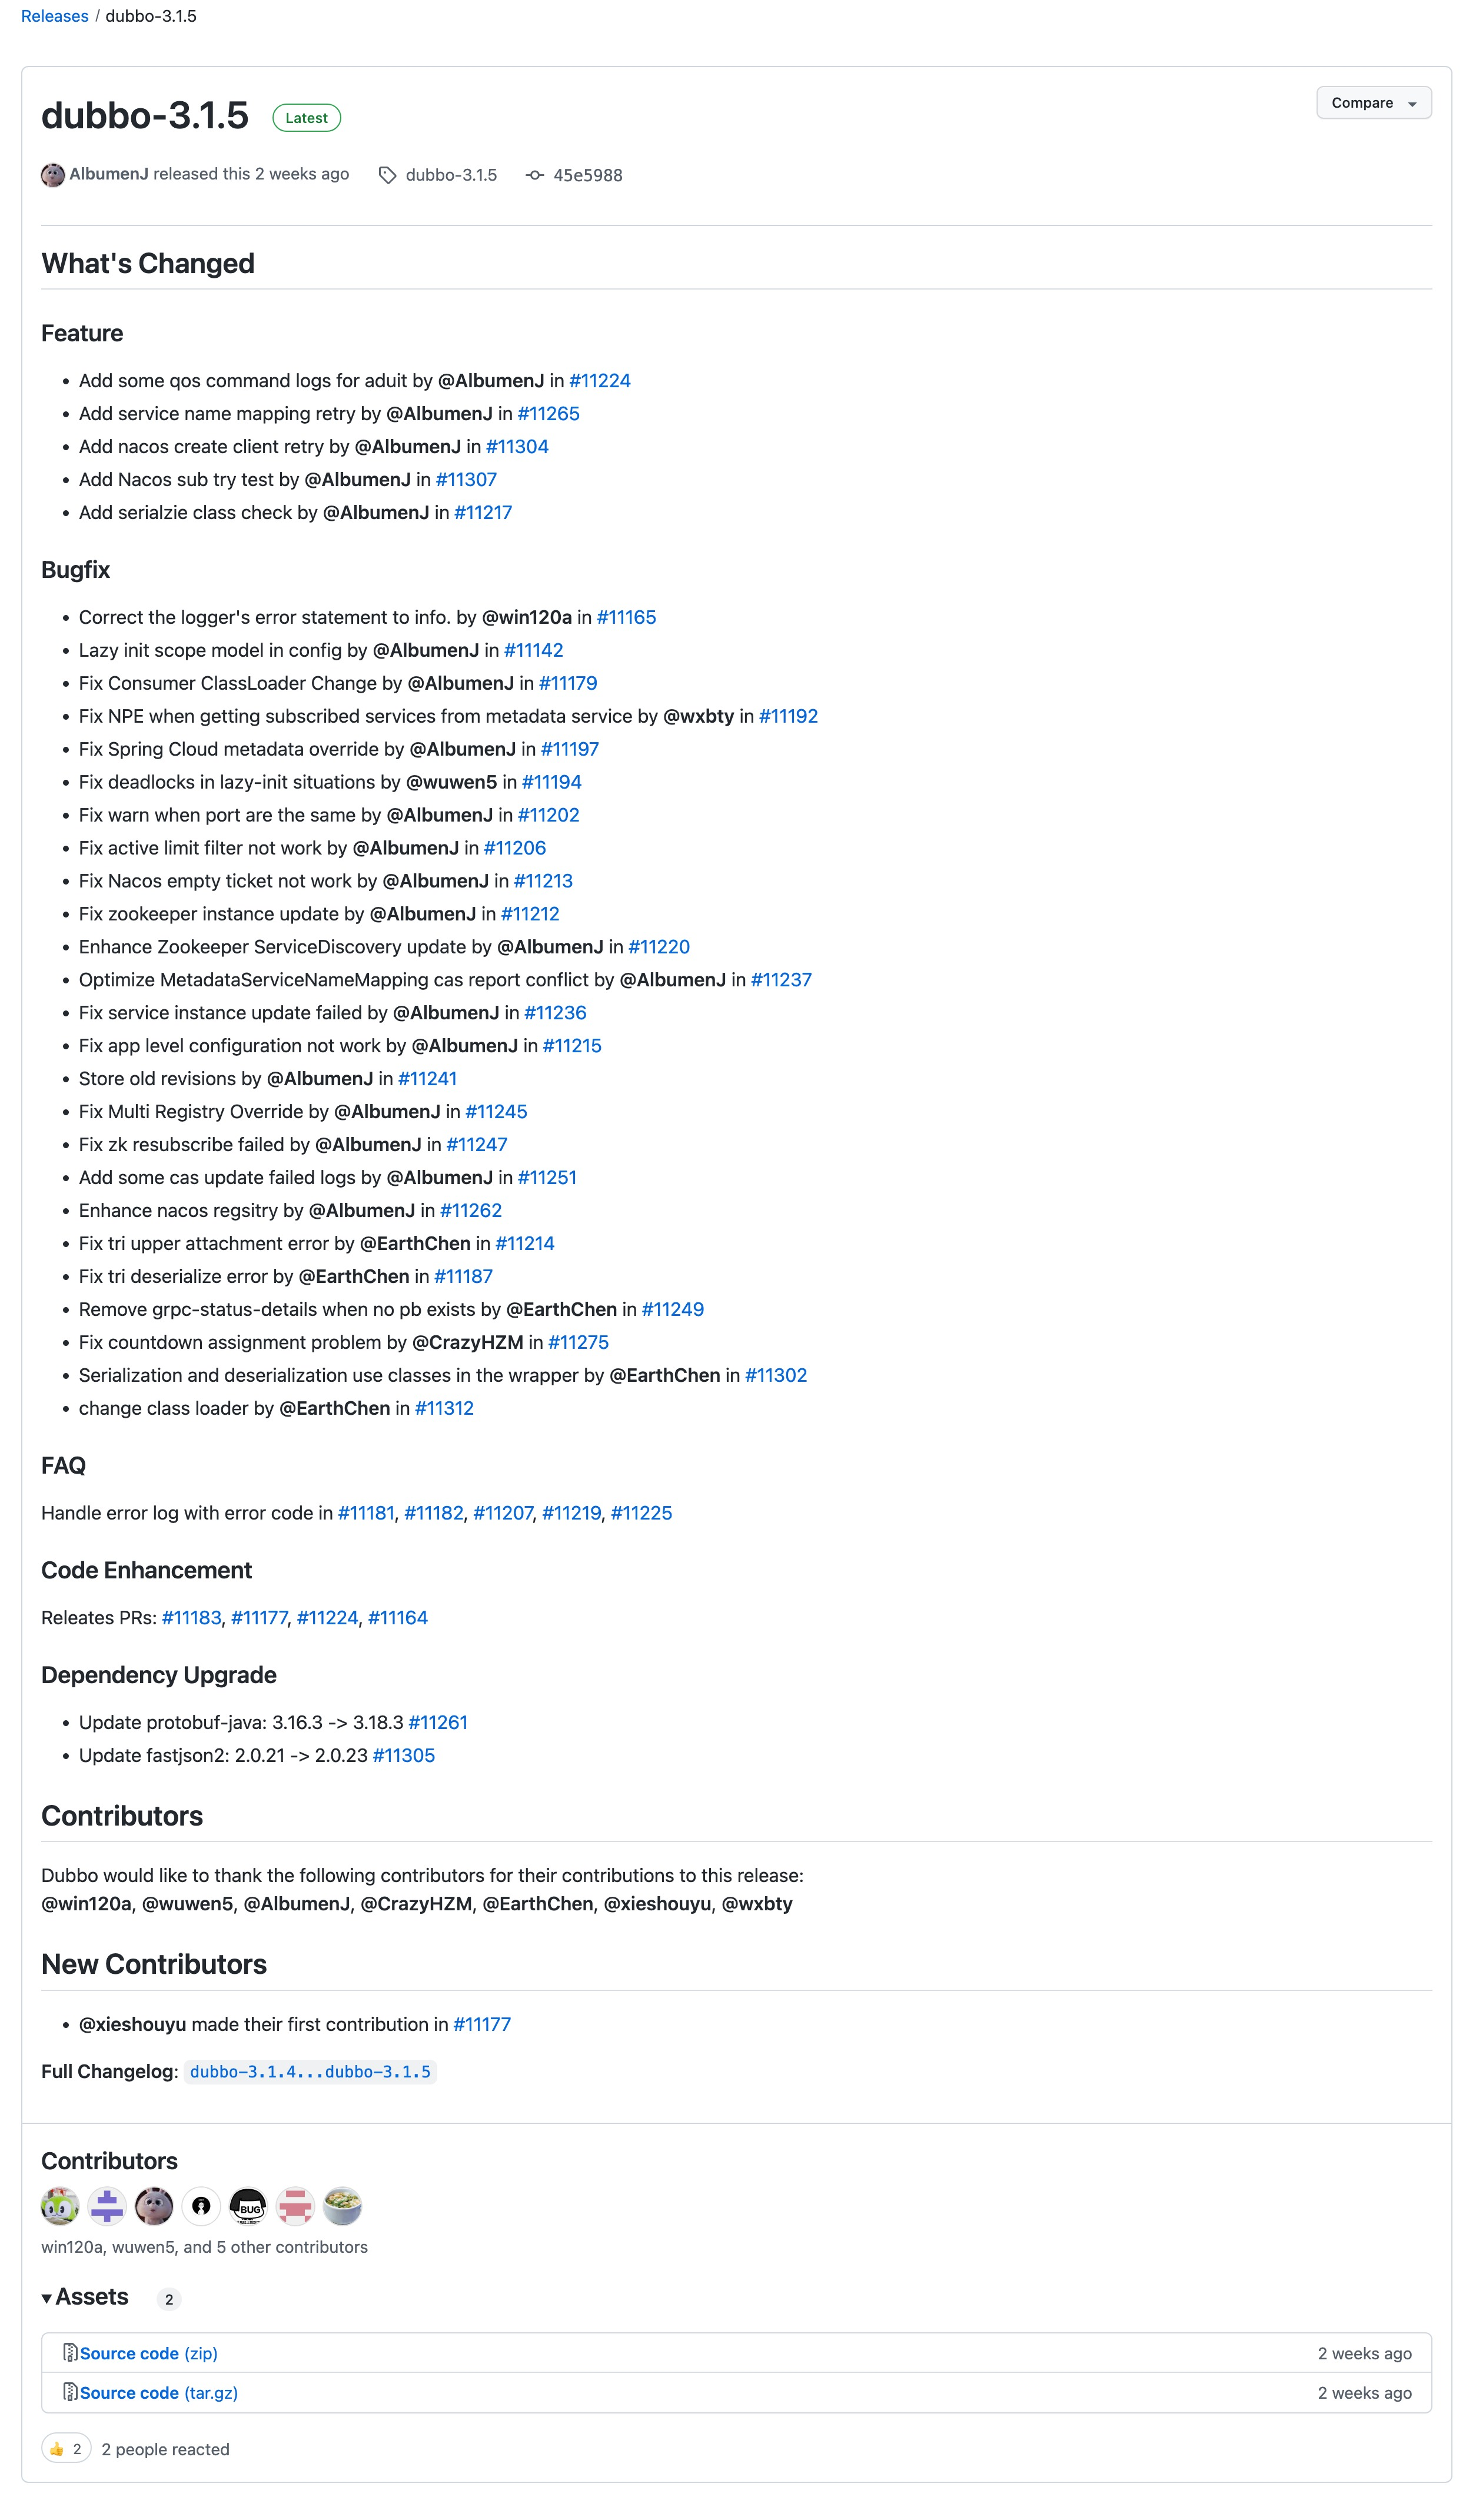 Releases / dubbo-3.1.5
dubbo-3.1.5 Latest Compare
AlbumenJ released this 2 weeks ago dubbo-3.1.5 45e5988
What's Changed
Feature
• Add some qos command logs for aduit by @AlbumenJ in #11224
• Add service name mapping retry by @AlbumenJ in #11265
• Add nacos create client retry by @AlbumenJ in #11304
• Add Nacos sub try test by @AlbumenJ in #11307
• Add serialzie class check by @AlbumenJ in #11217
Bugfix
• Correct the logger's error statement to info. by @win120a in #11165
• Lazy init scope model in config by @AlbumenJ in #11142
• Fix Consumer ClassLoader Change by @AlbumenJ in #11179
• Fix NPE when getting subscribed services from metadata service by @wxbty in #11192
• Fix Spring Cloud metadata override by @AlbumenJ in #11197
• Fix deadlocks in lazy-init situations by @wuwen5 in #11194
• Fix warn when port are the same by @AlbumenJ in #11202
• Fix active limit filter not work by @AlbumenJ in #11206
• Fix Nacos empty ticket not work by @AlbumenJ in #11213
• Fix zookeeper instance update by @AlbumenJ in #11212
• Enhance Zookeeper ServiceDiscovery update by @AlbumenJ in #11220
• Optimize MetadataServiceNameMapping cas report conflict by @AlbumenJ in #11237
• Fix service instance update failed by @AlbumenJ in #11236
• Fix app level configuration not work by @AlbumenJ in #11215
• Store old revisions by @AlbumenJ in #11241
• Fix Multi Registry Override by @AlbumenJ in #11245
• Fix zk resubscribe failed by @AlbumenJ in #11247
• Add some cas update failed logs by @AlbumenJ in #11251
• Enhance nacos regsitry by @AlbumenJ in #11262
• Fix tri upper attachment error by @EarthChen in #11214
• Fix tri deserialize error by @EarthChen in #11187
• Remove grpc-status-details when no pb exists by @EarthChen in #11249
• Fix countdown assignment problem by @CrazyHZM in #11275
• Serialization and deserialization use classes in the wrapper by @EarthChen in #11302
• change class loader by @EarthChen in #11312
FAQ
Handle error log with error code in #11181, #11182, #11207, #11219, #11225
Code Enhancement
Releates PRs: #11183, #11177, #11224, #11164
Dependency Upgrade
• Update protobuf-java: 3.16.3 -> 3.18.3 #11261
• Update fastjson2: 2.0.21 -> 2.0.23 #11305
Contributors
Dubbo would like to thank the following contributors for their contributions to this release:
@win120a, @wuwen5, @AlbumenJ, @CrazyHZM, @EarthChen, @xieshouyu, @wxbty
New Contributors
• @xieshouyu made their first contribution in #11177
Full Changelog: dubbo-3.1.4...dubbo-3.1.5
Contributors
BUG
win120a, wuwen5, and 5 other contributors
Assets 2
Source code (zip) 2 weeks ago
Source code (tar.gz) 2 weeks ago
👍 2 2 people reacted